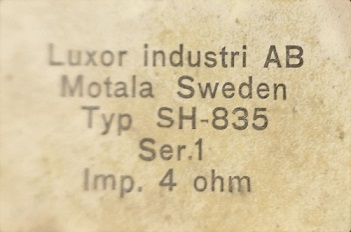 Luxor industri AB
Motala Sweden
Typ SH-835
Ser.1
Imp. 4 ohm